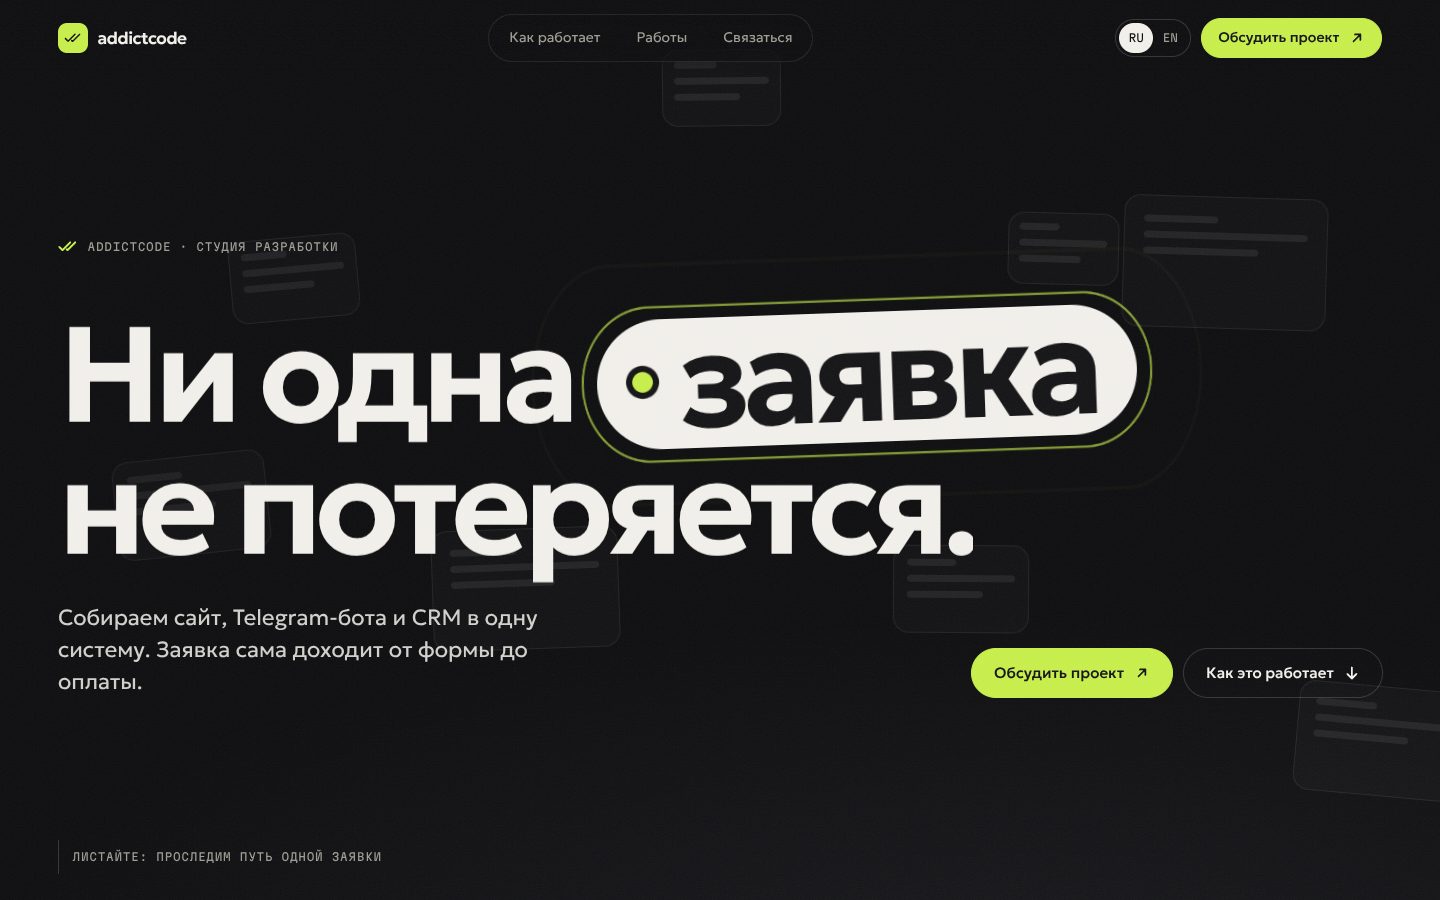 addictcode
Как работает
Работы
Связаться
RU
EN
Обсудить проект
ADDICTCODE · СТУДИЯ РАЗРАБОТКИ
Ни одна заявка
не потеряется.
Собираем сайт, Telegram-бота и CRM в одну
систему. Заявка сама доходит от формы до
оплаты.
Обсудить проект
Как это работает
ЛИСТАЙТЕ: ПРОСЛЕДИМ ПУТЬ ОДНОЙ ЗАЯВКИ